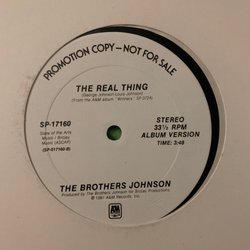 PROMOTION COPY—NOT FOR SALE
THE REAL THING
(George Johnson/Louis Johnson)
(From the A&M album "Winners" SP-3724)
SP-17160
State of the Arts
Music / Brojay
Music (ASCAP)
(SP-017160-B)
STEREO
33⅓ RPM
ALBUM VERSION
TIME: 3:48
THE BROTHERS JOHNSON
Produced by The Brothers Johnson for Brojay Productions
℗ 1981 A&M Records, Inc.
A&M